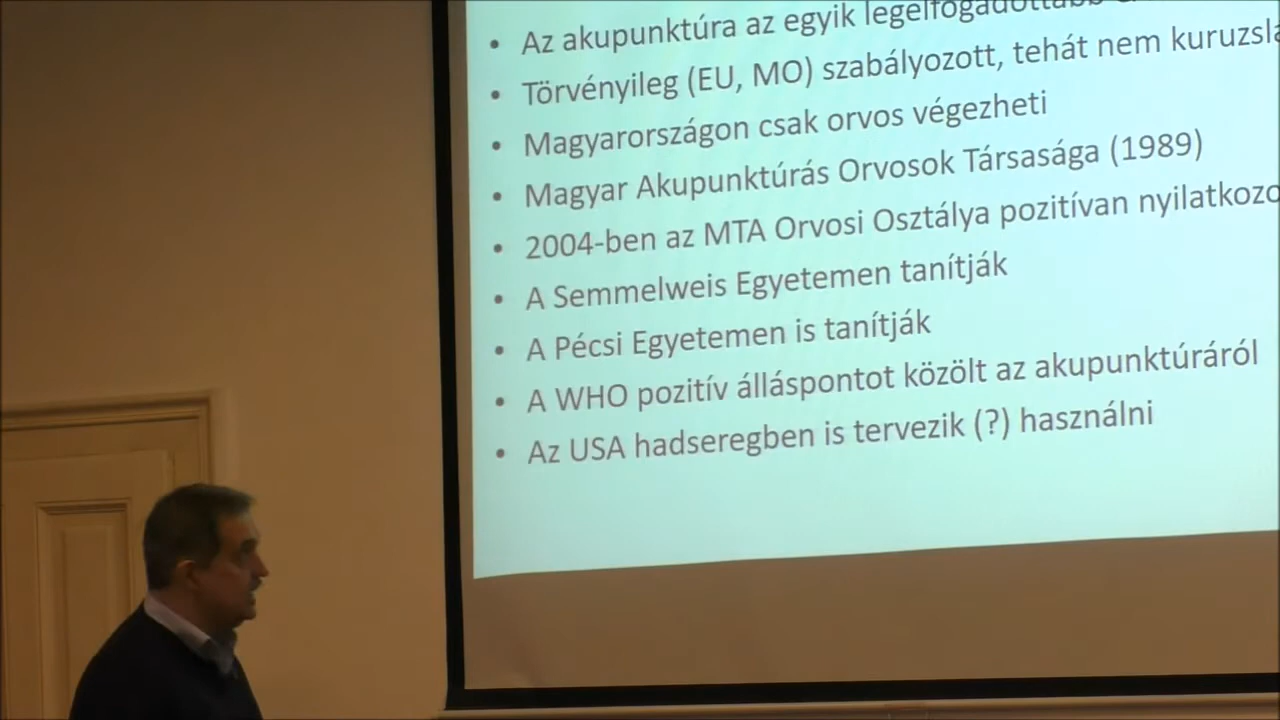 • Az akupunktúra az egyik legelfogadottabb
• Törvényileg (EU, MO) szabályozott, tehát nem kuruzslá
• Magyarországon csak orvos végezheti
• Magyar Akupunktúrás Orvosok Társasága (1989)
• 2004-ben az MTA Orvosi Osztálya pozitívan nyilatkozo
• A Semmelweis Egyetemen tanítják
• A Pécsi Egyetemen is tanítják
• A WHO pozitív álláspontot közölt az akupunktúráról
• Az USA hadseregben is tervezik (?) használni